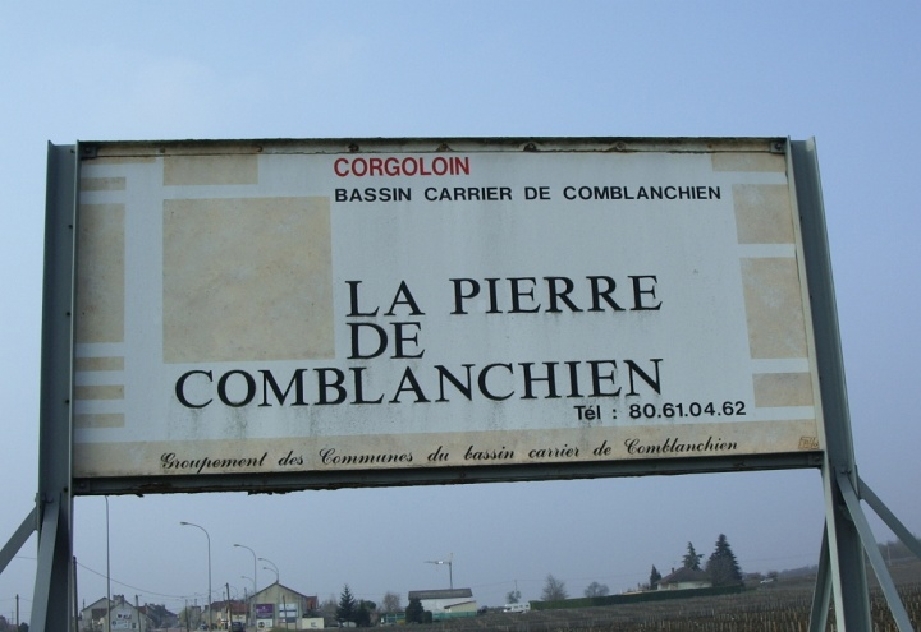 CORGOLOIN
BASSIN CARRIER DE COMBLANCHIEN
LA PIERRE
DE
COMBLANCHIEN
Tél : 80.61.04.62
Groupement des Communes du bassin carrier de Comblanchien